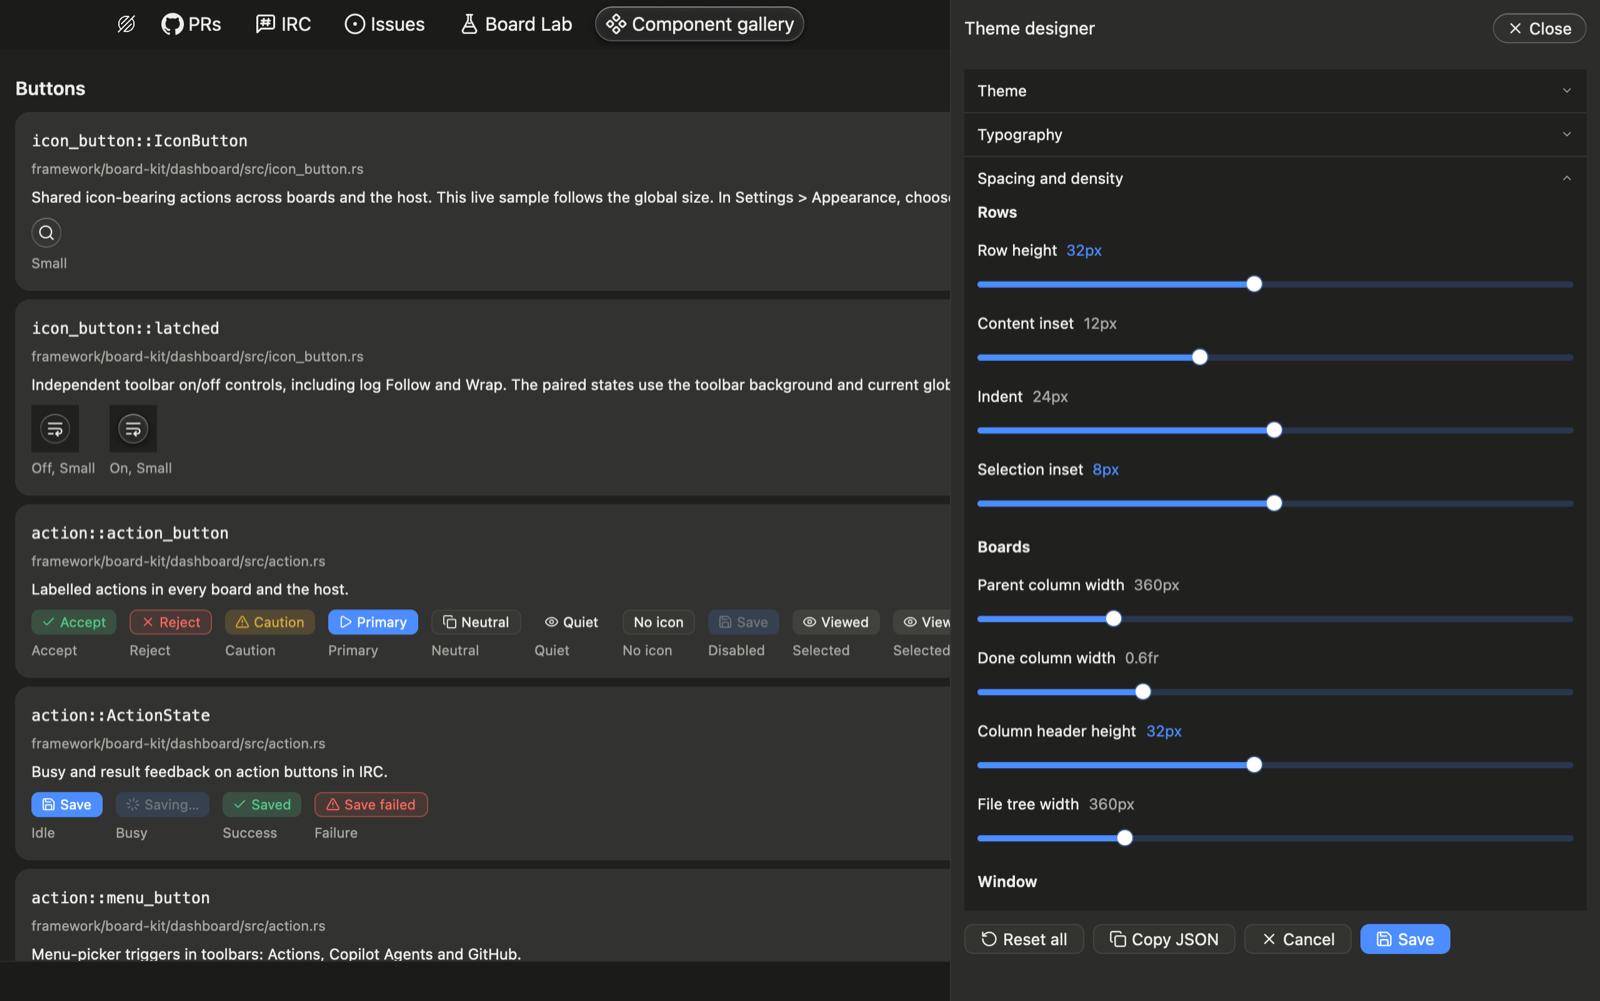 PRs
IRC
Issues
Board Lab
Component gallery
Buttons
icon_button::IconButton
framework/board-kit/dashboard/src/icon_button.rs
Shared icon-bearing actions across boards and the host. This live sample follows the global size. In Settings > Appearance, choose
Small
icon_button::latched
framework/board-kit/dashboard/src/icon_button.rs
Independent toolbar on/off controls, including log Follow and Wrap. The paired states use the toolbar background and current glob
Off, Small
On, Small
action::action_button
framework/board-kit/dashboard/src/action.rs
Labelled actions in every board and the host.
Accept
Reject
Caution
Primary
Neutral
Quiet
No icon
Save
Viewed
View
Accept
Reject
Caution
Primary
Neutral
Quiet
No icon
Disabled
Selected
Selected
action::ActionState
framework/board-kit/dashboard/src/action.rs
Busy and result feedback on action buttons in IRC.
Save
Saving...
Saved
Save failed
Idle
Busy
Success
Failure
action::menu_button
framework/board-kit/dashboard/src/action.rs
Menu-picker triggers in toolbars: Actions, Copilot Agents and GitHub.
Theme designer
Close
Theme
Typography
Spacing and density
Rows
Row height 32px
Content inset 12px
Indent 24px
Selection inset 8px
Boards
Parent column width 360px
Done column width 0.6fr
Column header height 32px
File tree width 360px
Window
Reset all
Copy JSON
Cancel
Save